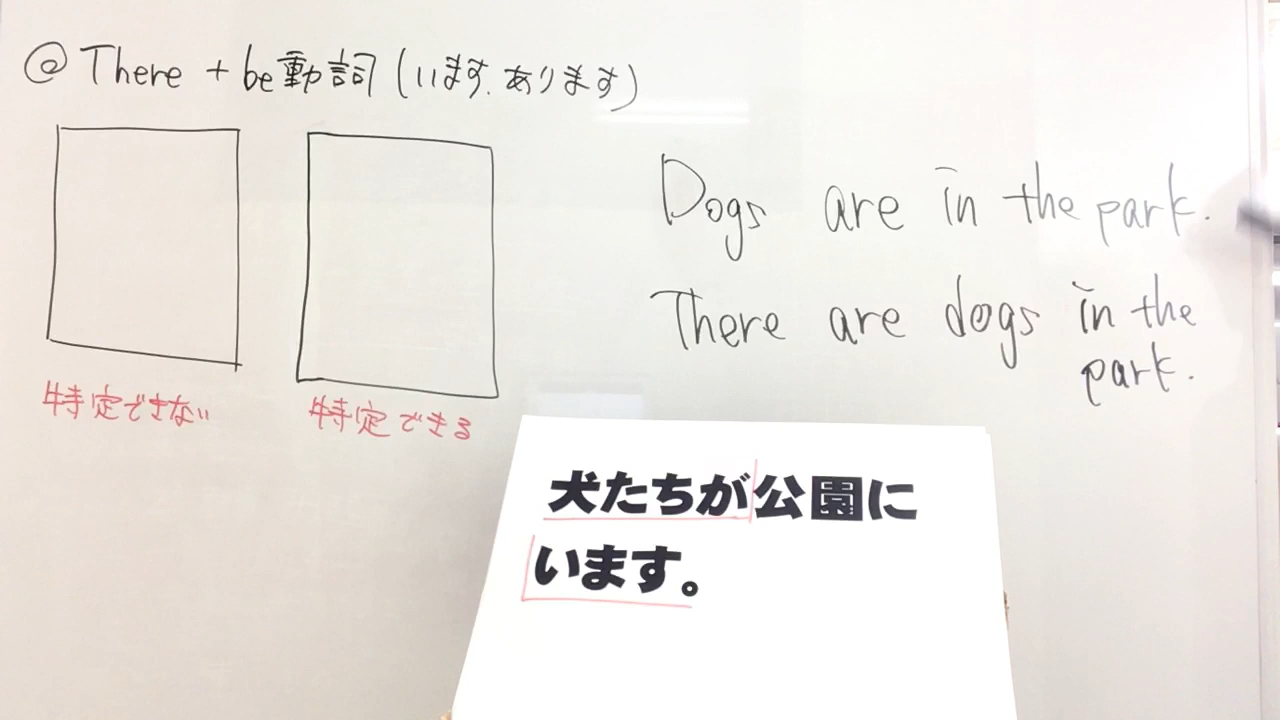 @ There + be動詞 (います. あります)
特定できない
特定できる
Dogs are in the park.
There are dogs in the
park.
犬たちが公園に
います。